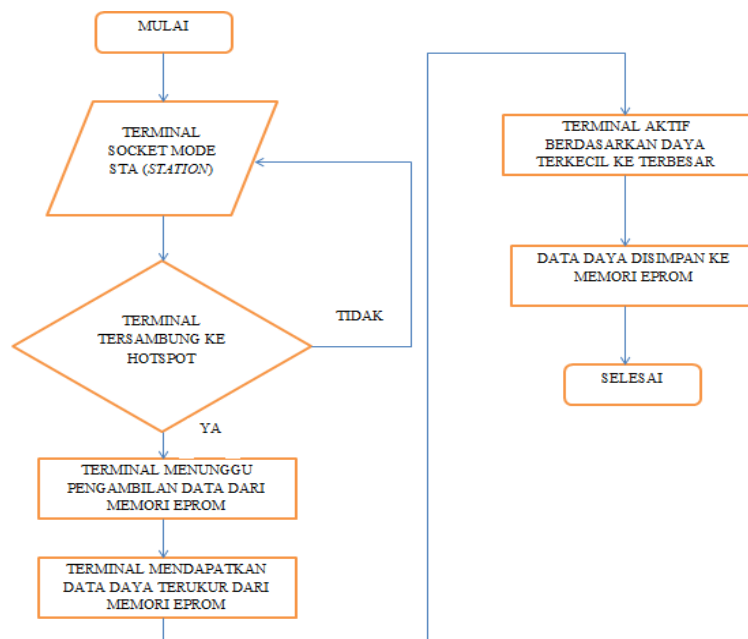 MULAI
TERMINAL
SOCKET MODE
STA (STATION)
TERMINAL
TERSAMBUNG KE
HOTSPOT
TIDAK
YA
TERMINAL MENUNGGU
PENGAMBILAN DATA DARI
MEMORI EPROM
TERMINAL MENDAPATKAN
DATA DAYA TERUKUR DARI
MEMORI EPROM
TERMINAL AKTIF
BERDASARKAN DAYA
TERKECIL KE TERBESAR
DATA DAYA DISIMPAN KE
MEMORI EPROM
SELESAI